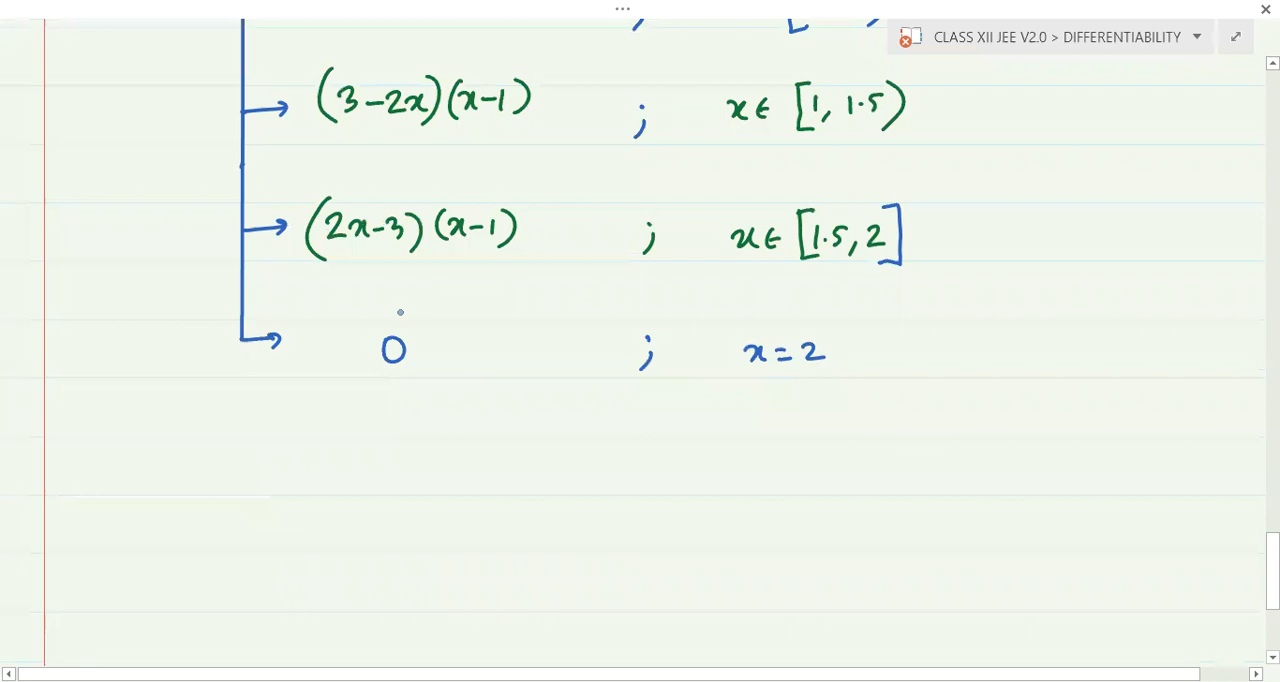 CLASS XII JEE V2.0 > DIFFERENTIABILITY
(3-2x)(x-1) ; x∈ [1, 1.5)
(2x-3)(x-1) ; x∈ [1.5, 2]
0 ; x=2